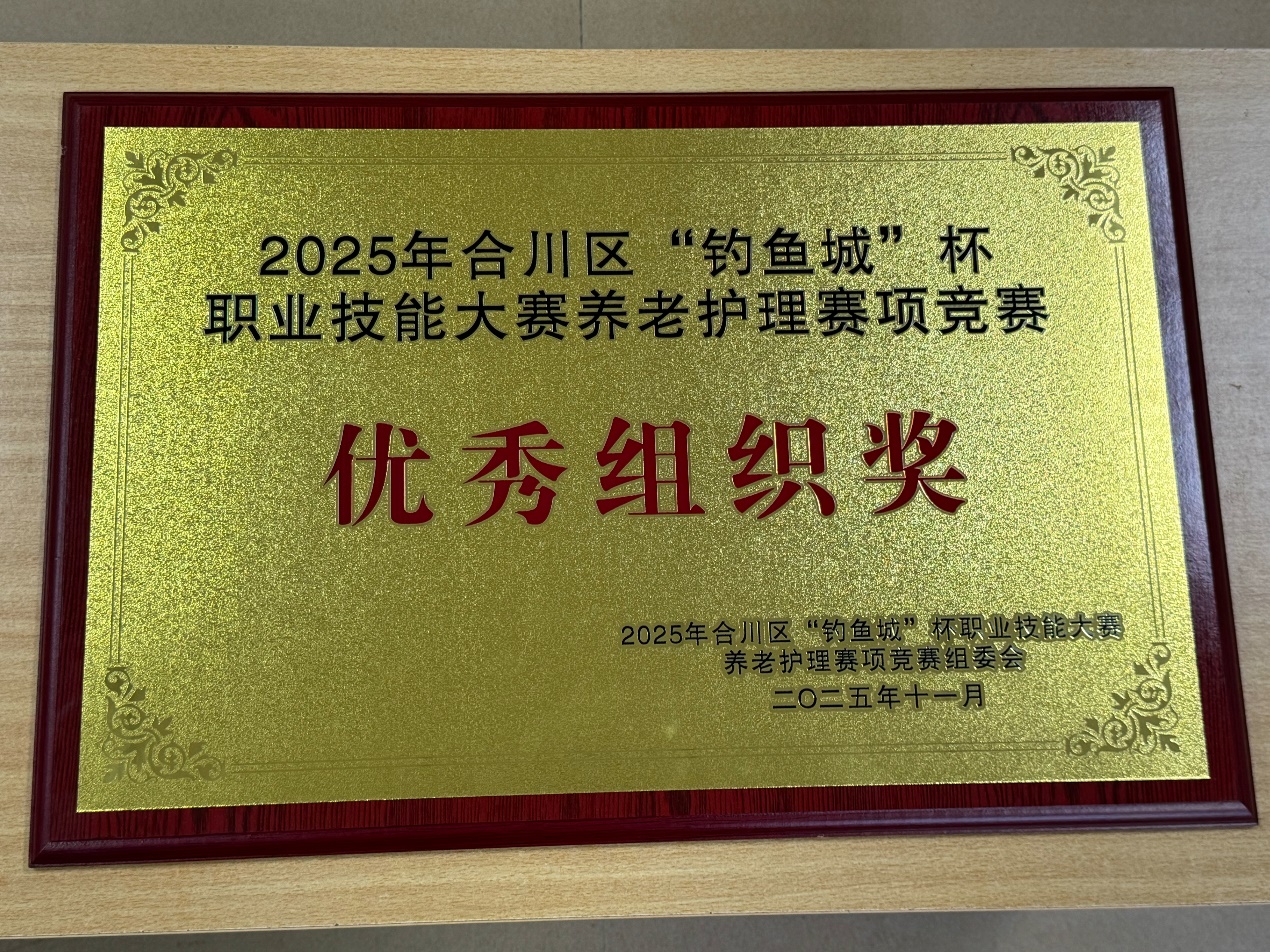 2025年合川区“钓鱼城”杯
职业技能大赛养老护理赛项竞赛
优秀组织奖
2025年合川区“钓鱼城”杯职业技能大赛
养老护理赛项竞赛组委会
二〇二五年十一月